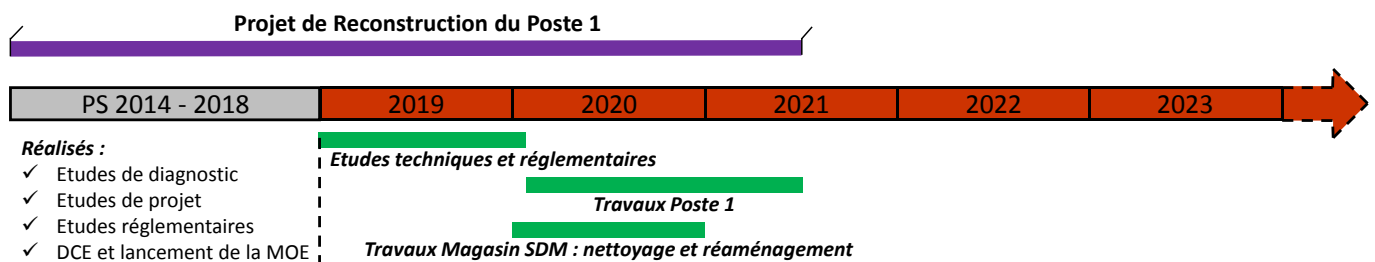 Projet de Reconstruction du Poste 1
PS 2014 - 2018 2019 2020 2021 2022 2023
Réalisés :
✓ Etudes de diagnostic
✓ Etudes de projet
✓ Etudes réglementaires
✓ DCE et lancement de la MOE
Etudes techniques et réglementaires
Travaux Poste 1
Travaux Magasin SDM : nettoyage et réaménagement